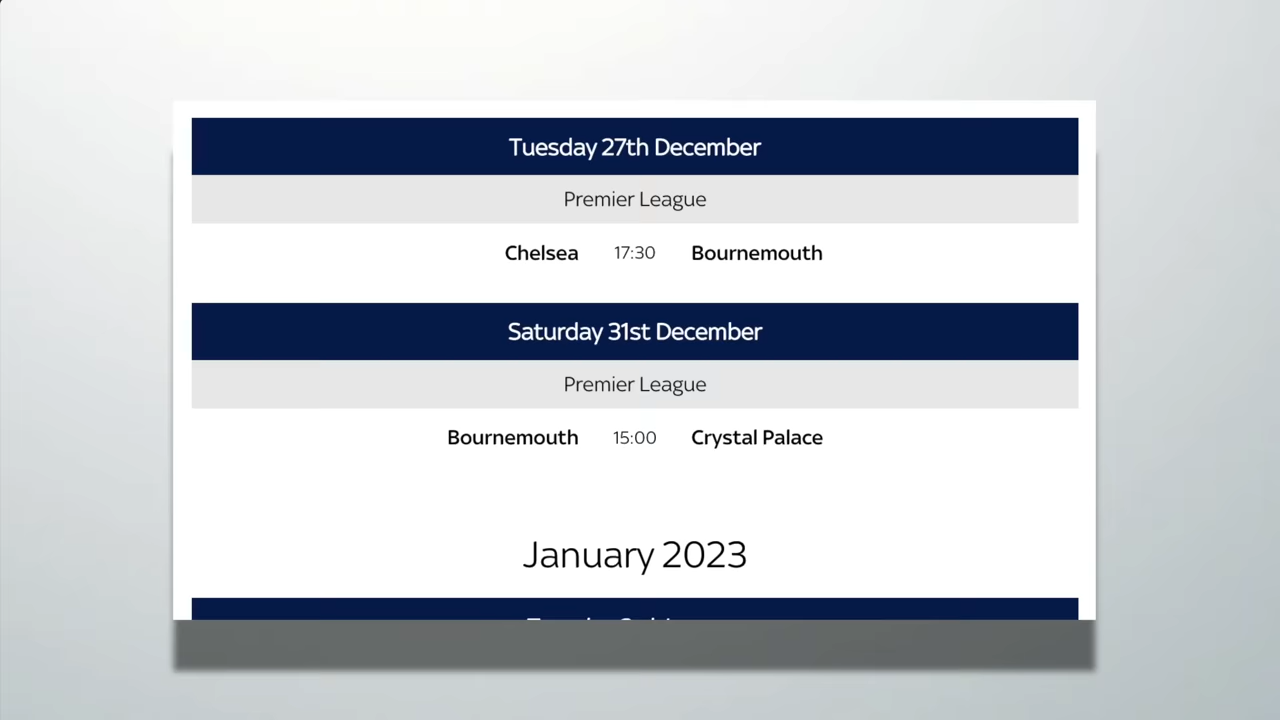 Tuesday 27th December
Premier League
Chelsea 17:30 Bournemouth
Saturday 31st December
Premier League
Bournemouth 15:00 Crystal Palace
January 2023